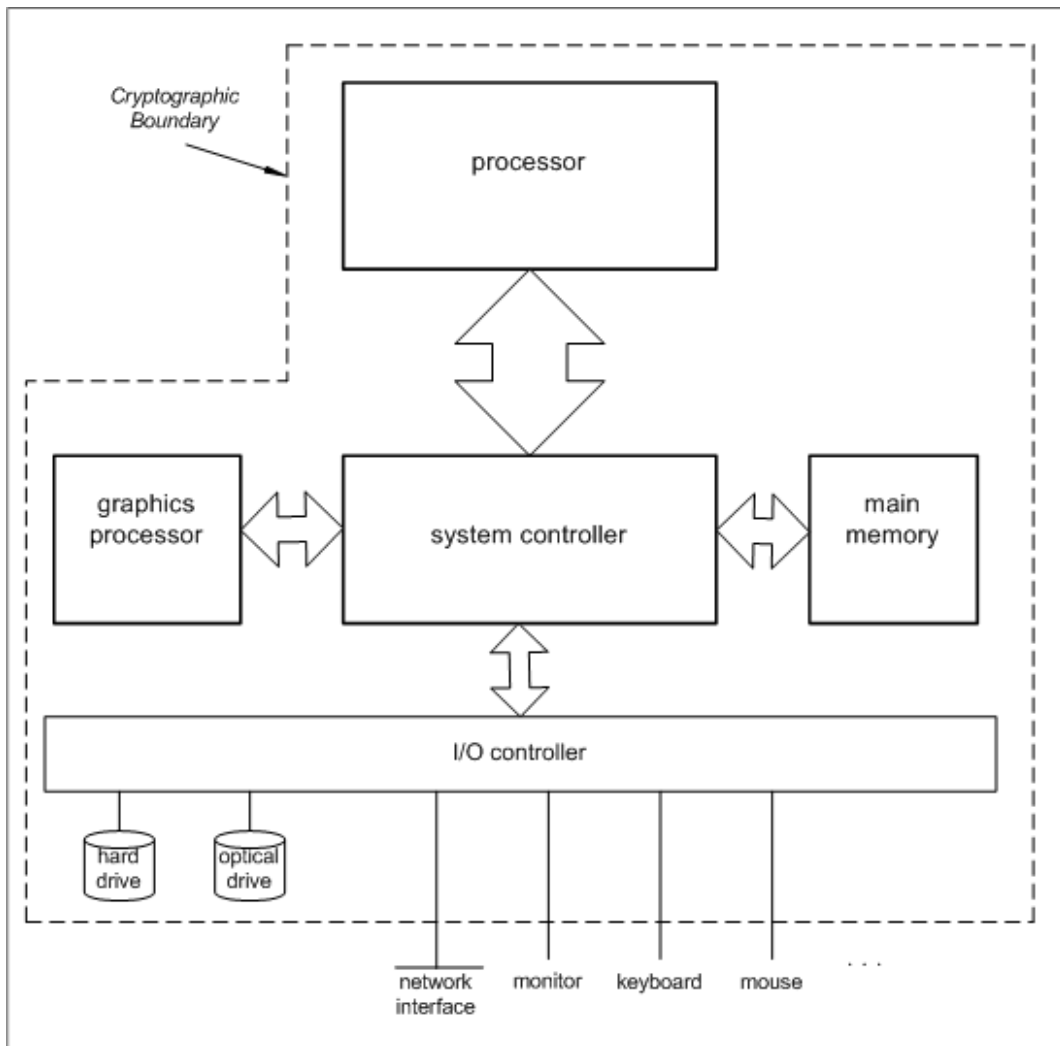 Cryptographic
Boundary
processor
graphics
processor
system controller
main
memory
I/O controller
hard
drive
optical
drive
network
interface
monitor
keyboard
mouse
. . .